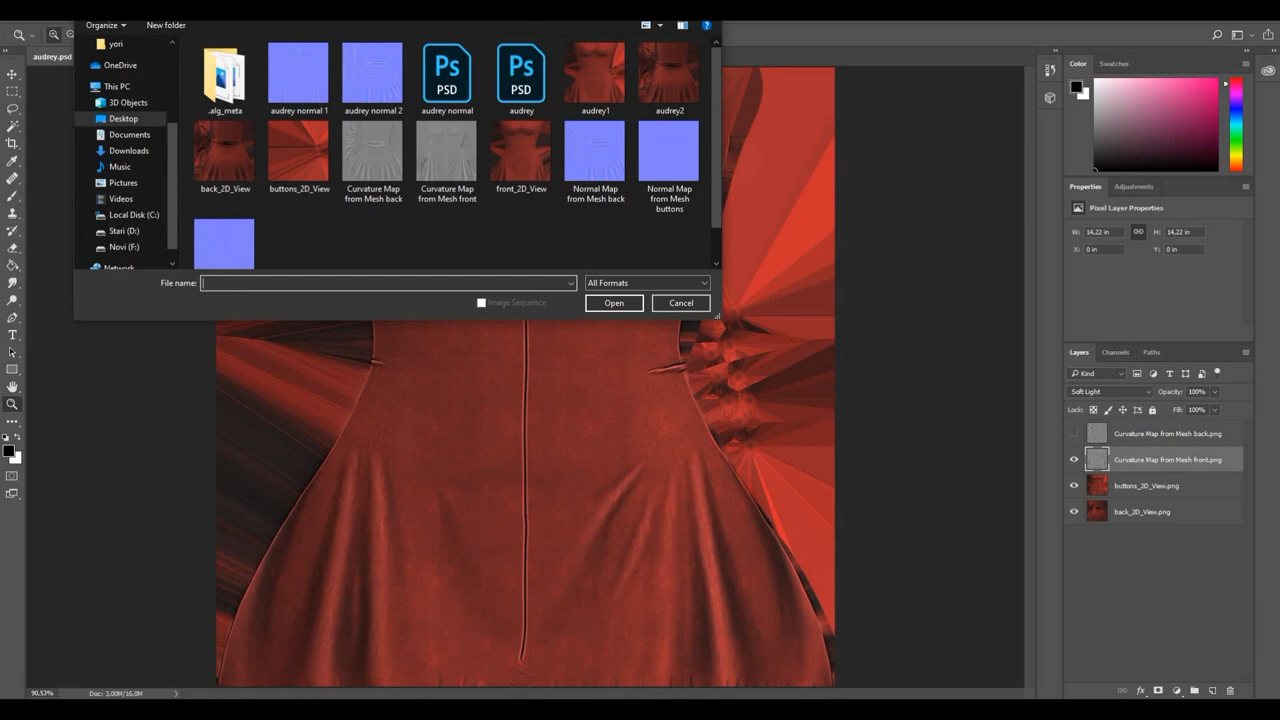 Organize
New folder
audrey.psd
yori
OneDrive
This PC
3D Objects
Desktop
Documents
Downloads
Music
Pictures
Videos
Local Disk (C:)
Stari (D:)
Novi (F:)
Network
Ps
PSD
Ps
PSD
.alg_meta
audrey normal 1
audrey normal 2
audrey normal
audrey
audrey1
audrey2
back_2D_View
buttons_2D_View
Curvature Map
from Mesh back
Curvature Map
from Mesh front
front_2D_View
Normal Map
from Mesh back
Normal Map
from Mesh
buttons
File name:
All Formats
Image Sequence
Open
Cancel
Color
Swatches
Properties
Adjustments
Pixel Layer Properties
W: 14,22 in
H: 14,22 in
X: 0 in
Y: 0 in
Layers
Channels
Paths
Kind
Soft Light
Opacity: 100%
Lock:
Fill: 100%
Curvature Map from Mesh back.png
Curvature Map from Mesh front.png
buttons_2D_View.png
back_2D_View.png
90,53%
Doc: 3,00M/16,0M